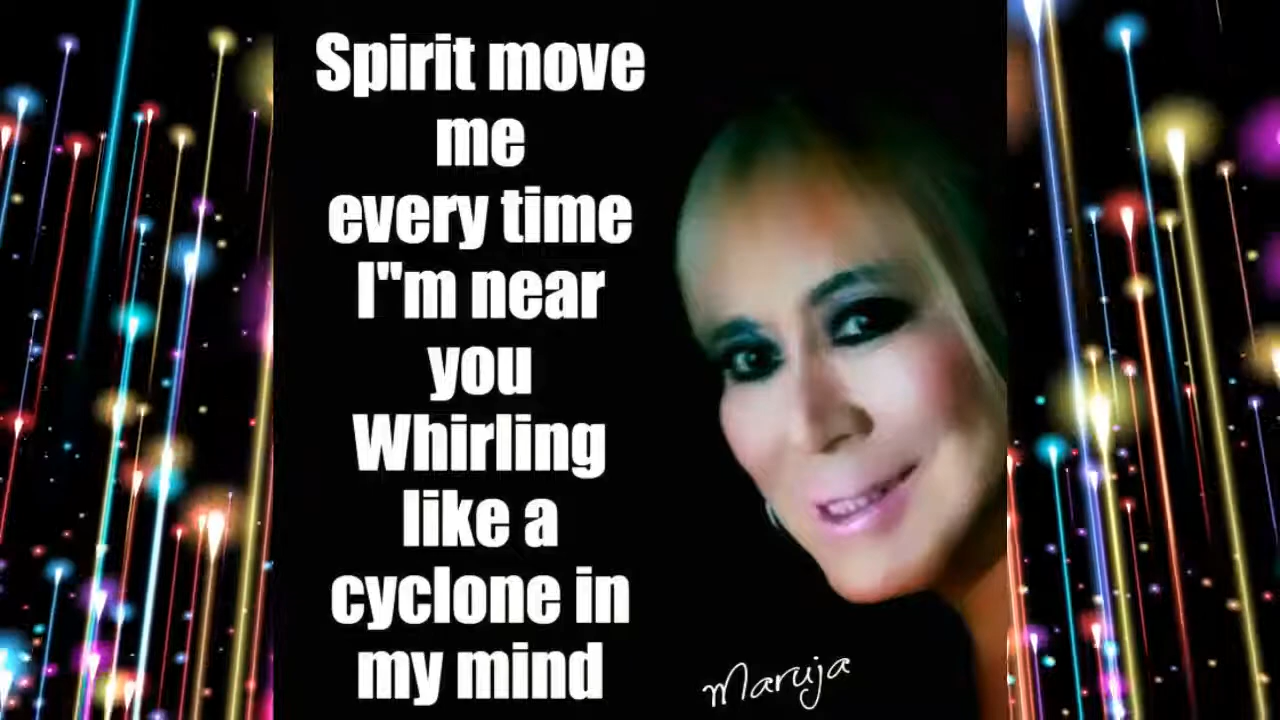 Spirit move
me
every time
I"m near
you
Whirling
like a
cyclone in
my mind
Maruja